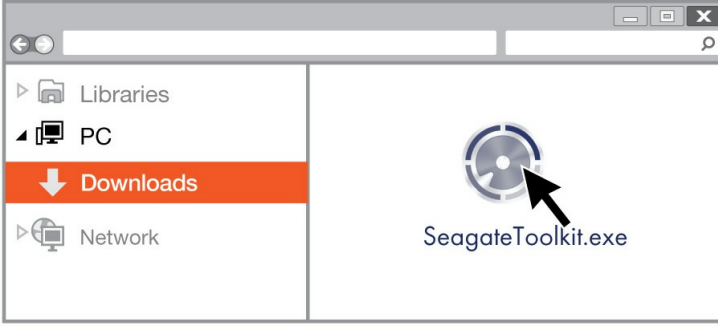 Libraries
PC
Downloads
Network
SeagateToolkit.exe